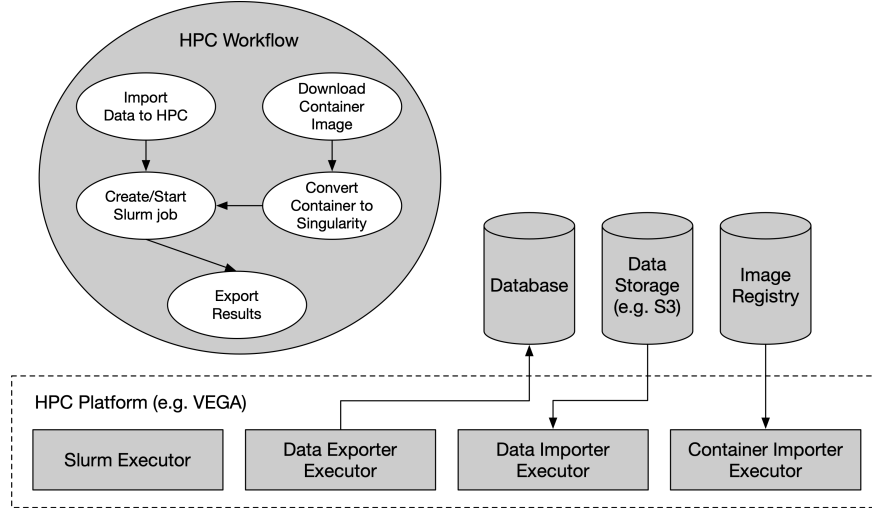 HPC Workflow
Import
Data to HPC
Download
Container
Image
Create/Start
Slurm job
Convert
Container to
Singularity
Export
Results
Database
Data
Storage
(e.g. S3)
Image
Registry
HPC Platform (e.g. VEGA)
Slurm Executor
Data Exporter
Executor
Data Importer
Executor
Container Importer
Executor